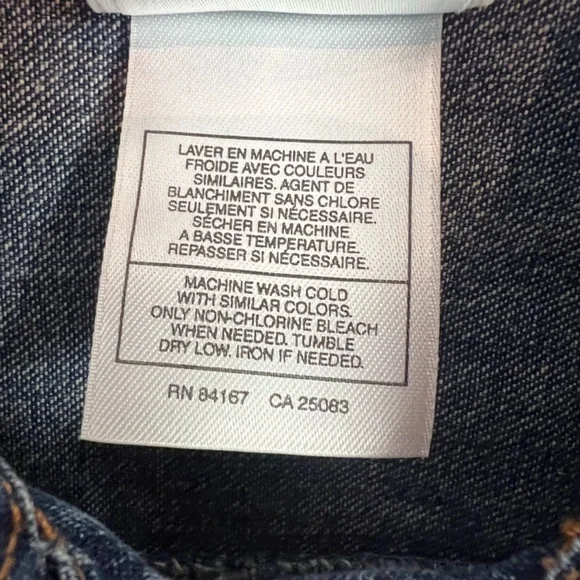 LAVER EN MACHINE A L'EAU
FROIDE AVEC COULEURS
SIMILAIRES. AGENT DE
BLANCHIMENT SANS CHLORE
SEULEMENT SI NÉCESSAIRE.
SÉCHER EN MACHINE
A BASSE TEMPERATURE.
REPASSER SI NÉCESSAIRE.
MACHINE WASH COLD
WITH SIMILAR COLORS.
ONLY NON-CHLORINE BLEACH
WHEN NEEDED. TUMBLE
DRY LOW. IRON IF NEEDED.
RN 84167 CA 25083